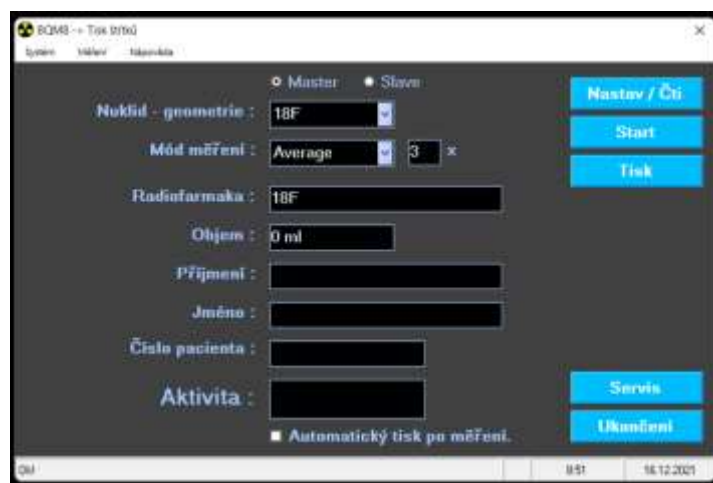 BQM8 -> Tisk štítků
Systém Měření Nápověda
Master Slave
Nuklid - geometrie : 18F
Mód měření : Average 3 x
Radiofarmaka : 18F
Objem : 0 ml
Příjmení :
Jméno :
Číslo pacienta :
Aktivita :
Automatický tisk po měření.
Nastav / Čti
Start
Tisk
Servis
Ukončení
9:51 16.12.2021